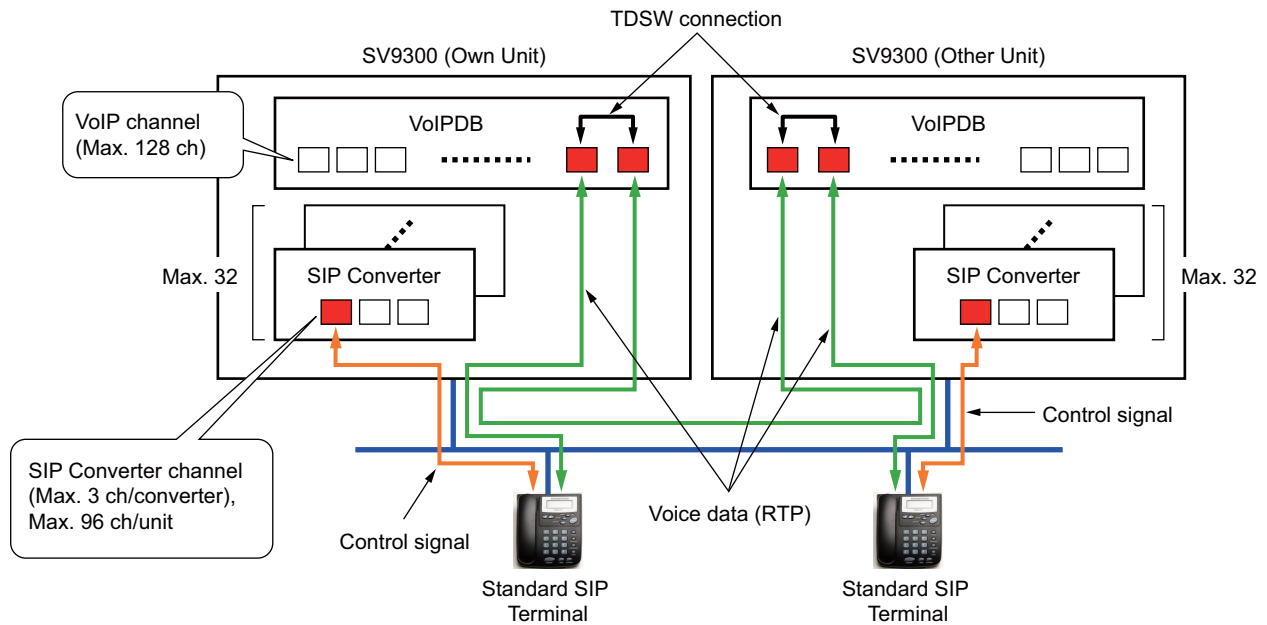 TDSW connection
SV9300 (Own Unit)
SV9300 (Other Unit)
VoIP channel
(Max. 128 ch)
VoIPDB
VoIPDB
Max. 32
SIP Converter
SIP Converter
Max. 32
SIP Converter channel
(Max. 3 ch/converter),
Max. 96 ch/unit
Control signal
Control signal
Voice data (RTP)
Standard SIP
Terminal
Standard SIP
Terminal